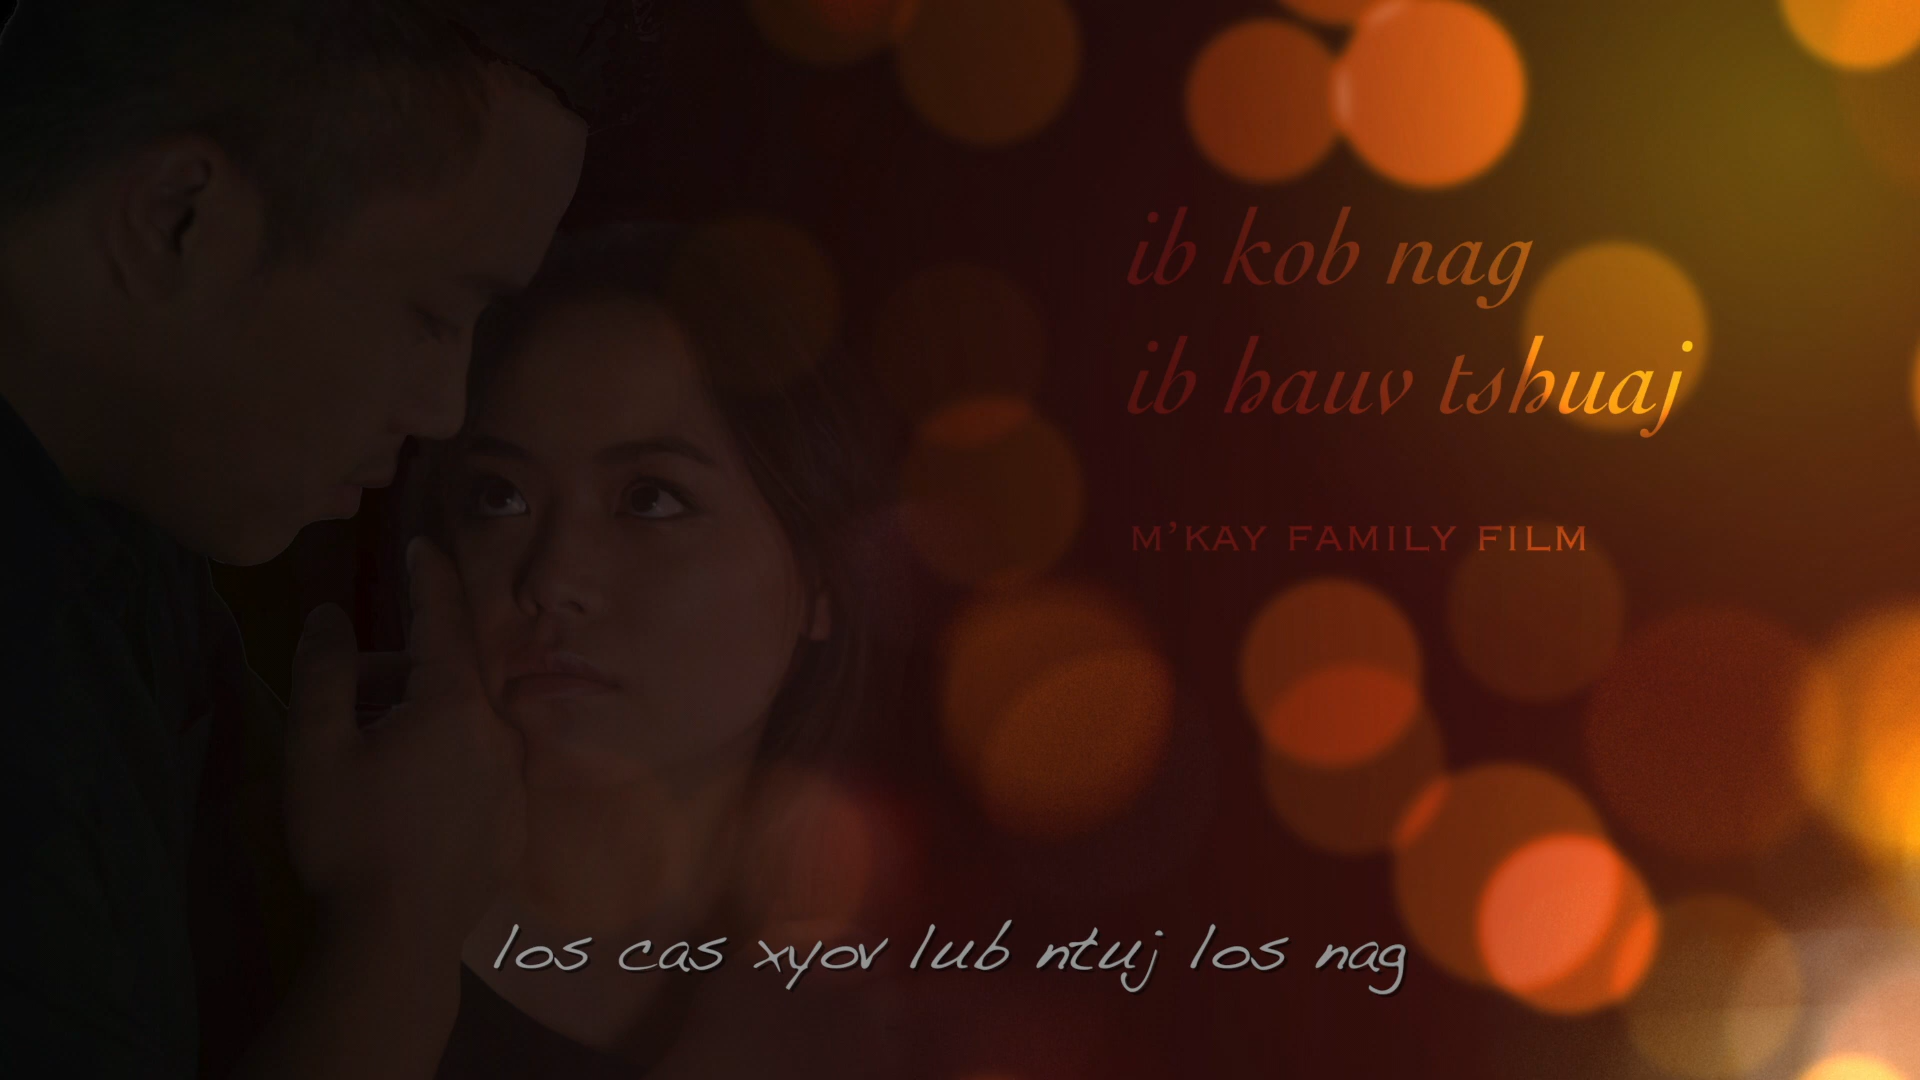 ib kob nag
ib hauv tshuaj
M'KAY FAMILY FILM
los cas xyov lub ntuj los nag